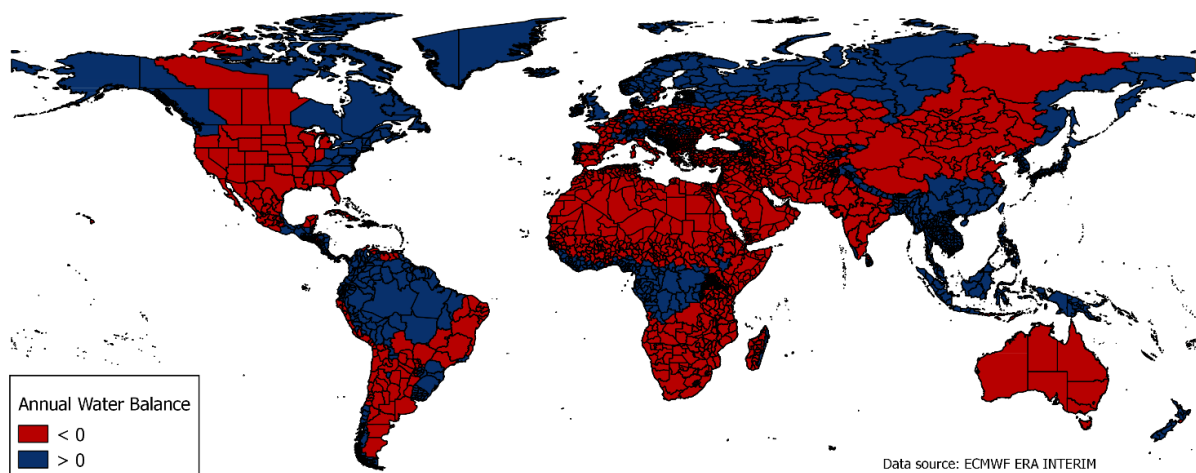 Annual Water Balance
< 0
> 0
Data source: ECMWF ERA INTERIM